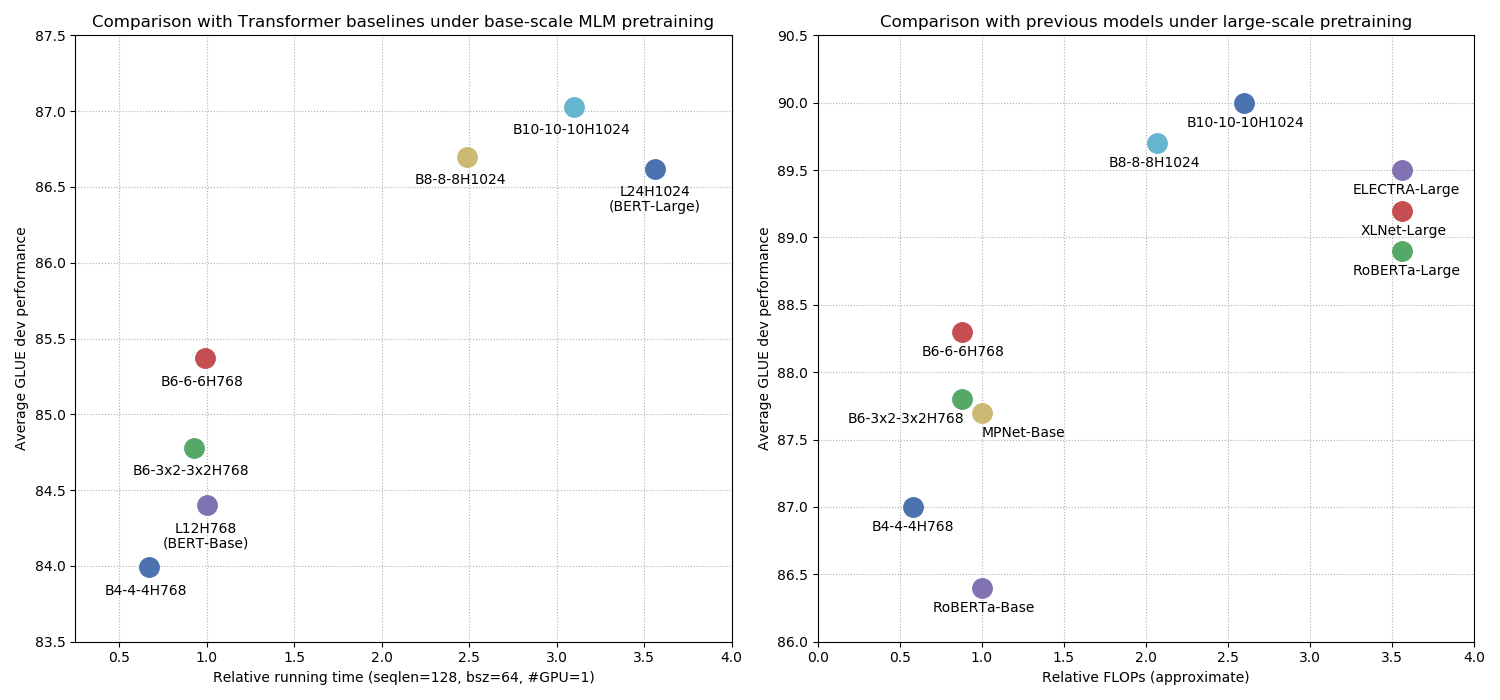 Comparison with Transformer baselines under base-scale MLM pretraining
87.5
87.0
86.5
86.0
85.5
85.0
84.5
84.0
83.5
Average GLUE dev performance
B10-10-10H1024
B8-8-8H1024
L24H1024
(BERT-Large)
B6-6-6H768
B6-3x2-3x2H768
L12H768
(BERT-Base)
B4-4-4H768
0.5 1.0 1.5 2.0 2.5 3.0 3.5 4.0
Relative running time (seqlen=128, bsz=64, #GPU=1)
Comparison with previous models under large-scale pretraining
90.5
90.0
89.5
89.0
88.5
88.0
87.5
87.0
86.5
86.0
Average GLUE dev performance
B10-10-10H1024
B8-8-8H1024
ELECTRA-Large
XLNet-Large
RoBERTa-Large
B6-6-6H768
B6-3x2-3x2H768
MPNet-Base
B4-4-4H768
RoBERTa-Base
0.0 0.5 1.0 1.5 2.0 2.5 3.0 3.5 4.0
Relative FLOPs (approximate)